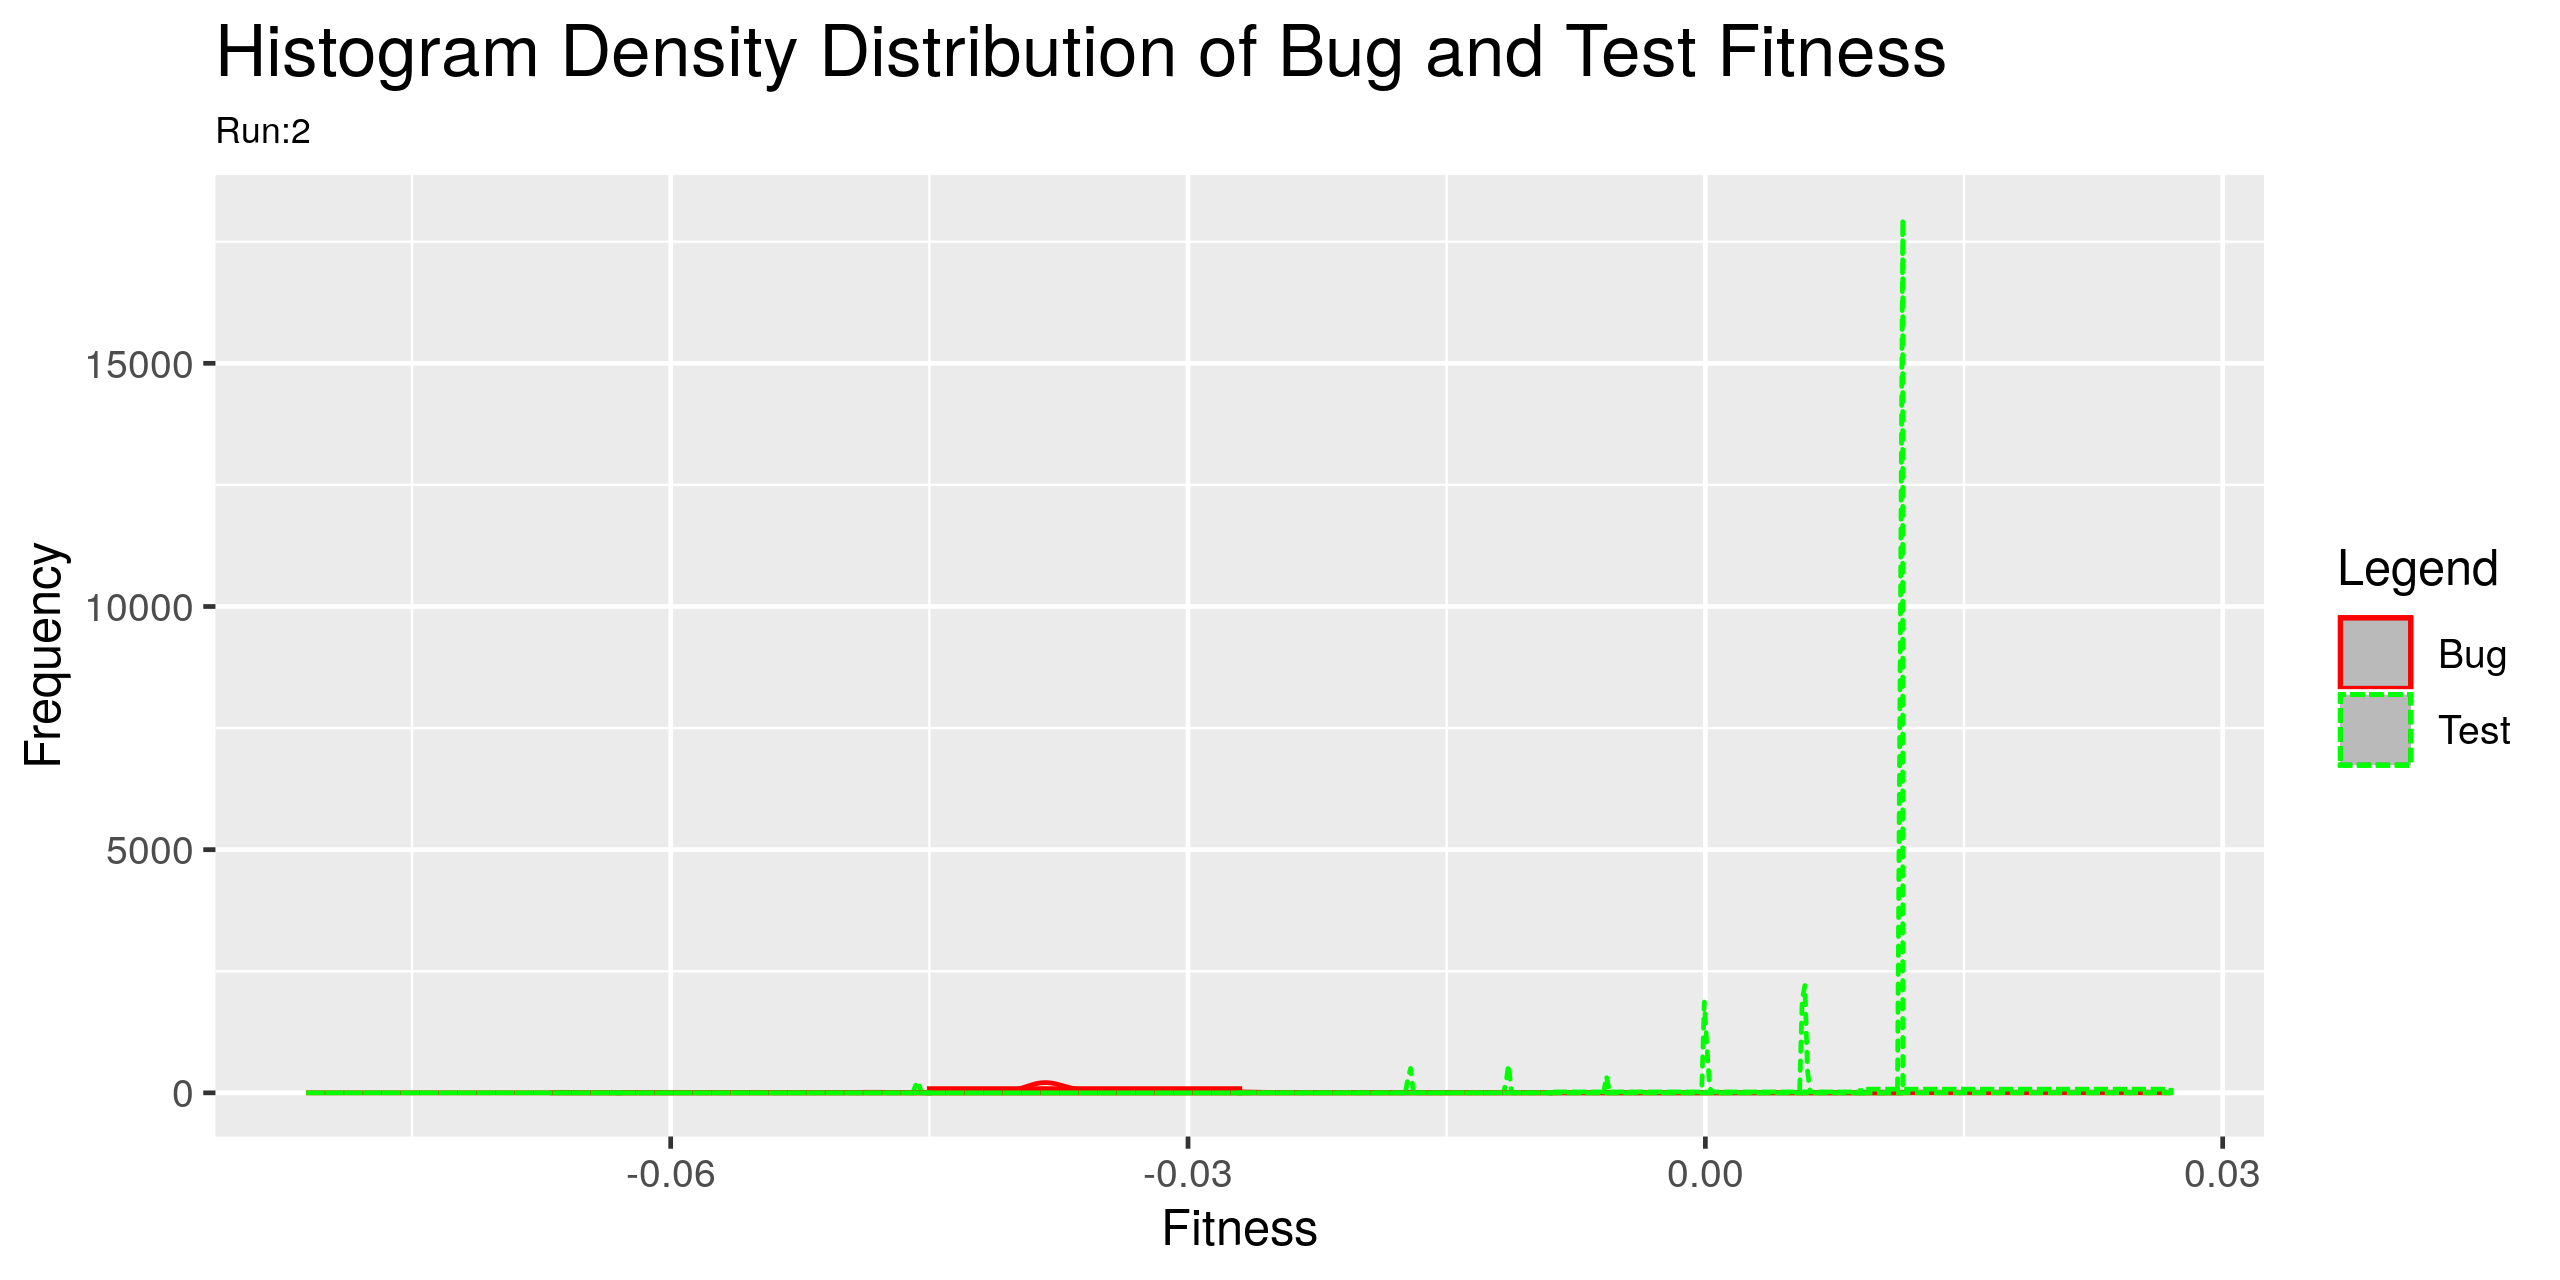 Histogram Density Distribution of Bug and Test Fitness
Run:2
Frequency
15000
10000
5000
0
-0.06
-0.03
0.00
0.03
Fitness
Legend
Bug
Test